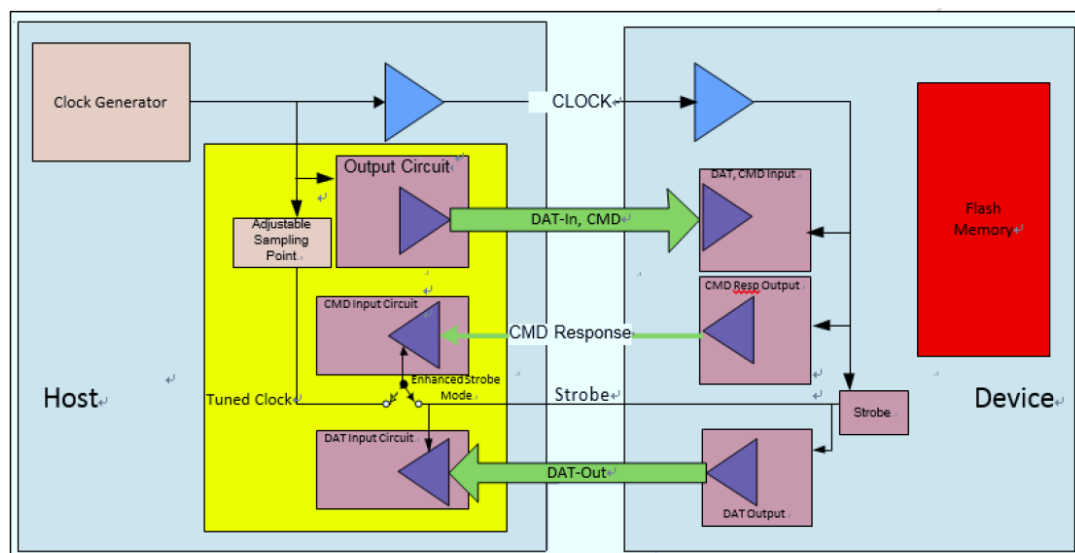 Clock Generator
CLOCK
Output Circuit
DAT, CMD Input
Adjustable
Sampling
Point
DAT-In, CMD
Flash
Memory
CMD Input Circuit
CMD Resp Output
CMD Response
Host
Tuned Clock
Enhanced Strobe
Mode
Strobe
Strobe
Device
DAT Input Circuit
DAT-Out
DAT Output